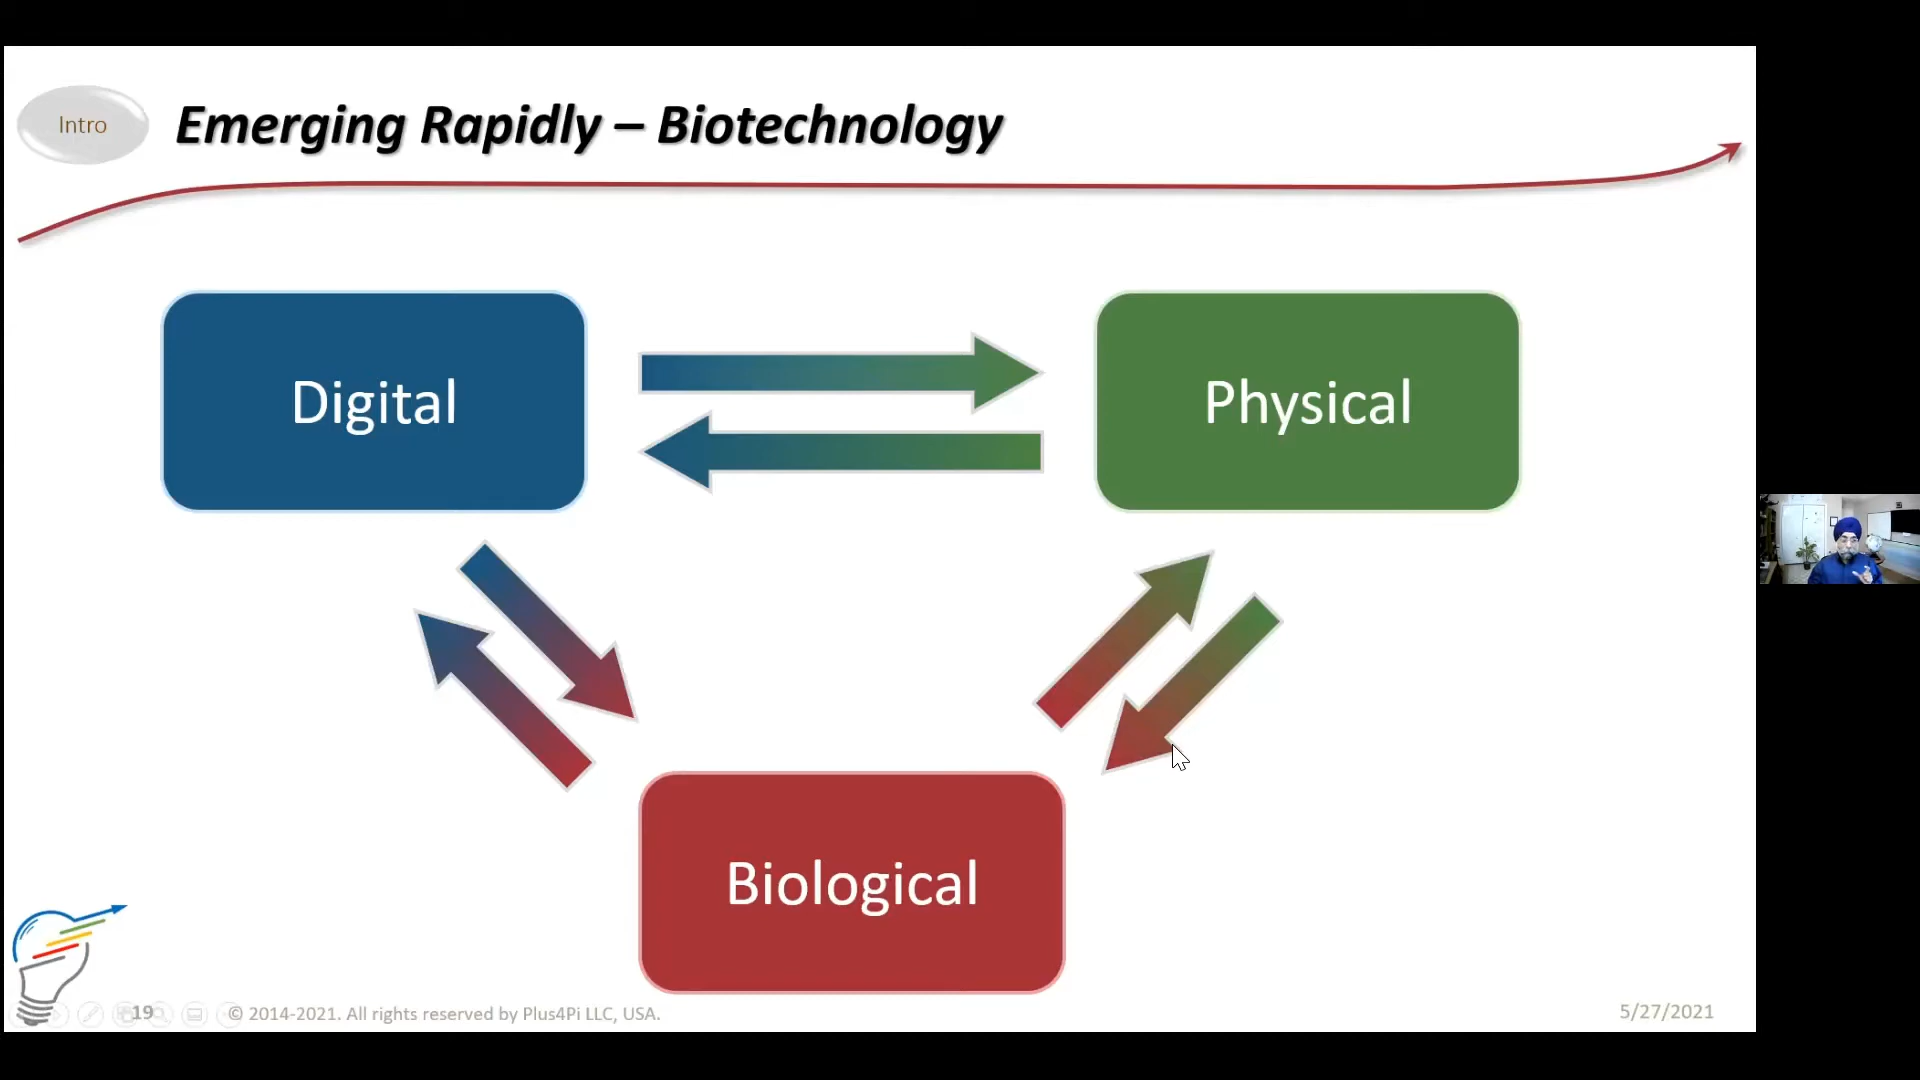 Intro
Emerging Rapidly – Biotechnology
Digital
Physical
Biological
19
© 2014-2021. All rights reserved by Plus4Pi LLC, USA.
5/27/2021